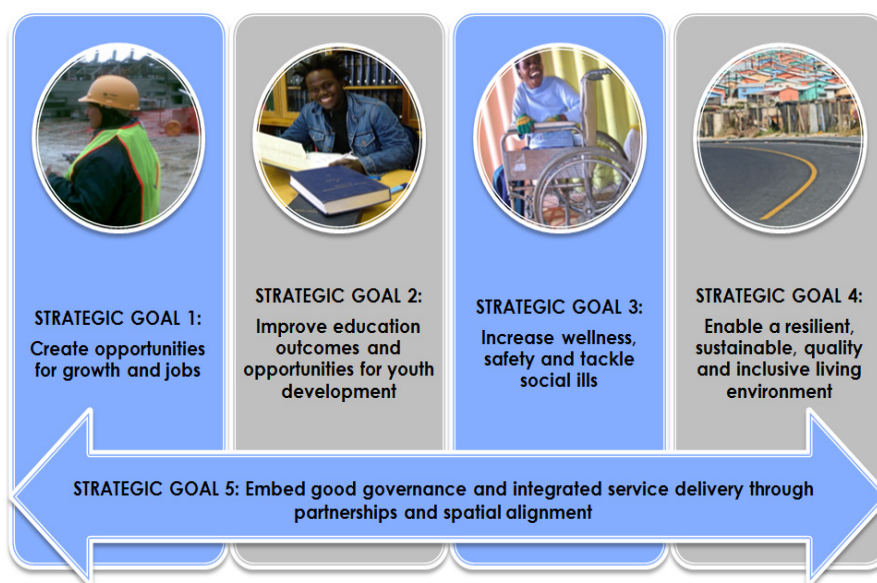 STRATEGIC GOAL 1:
Create opportunities
for growth and jobs
STRATEGIC GOAL 2:
Improve education
outcomes and
opportunities for youth
development
STRATEGIC GOAL 3:
Increase wellness,
safety and tackle
social ills
STRATEGIC GOAL 4:
Enable a resilient,
sustainable, quality
and inclusive living
environment
STRATEGIC GOAL 5: Embed good governance and integrated service delivery through
partnerships and spatial alignment